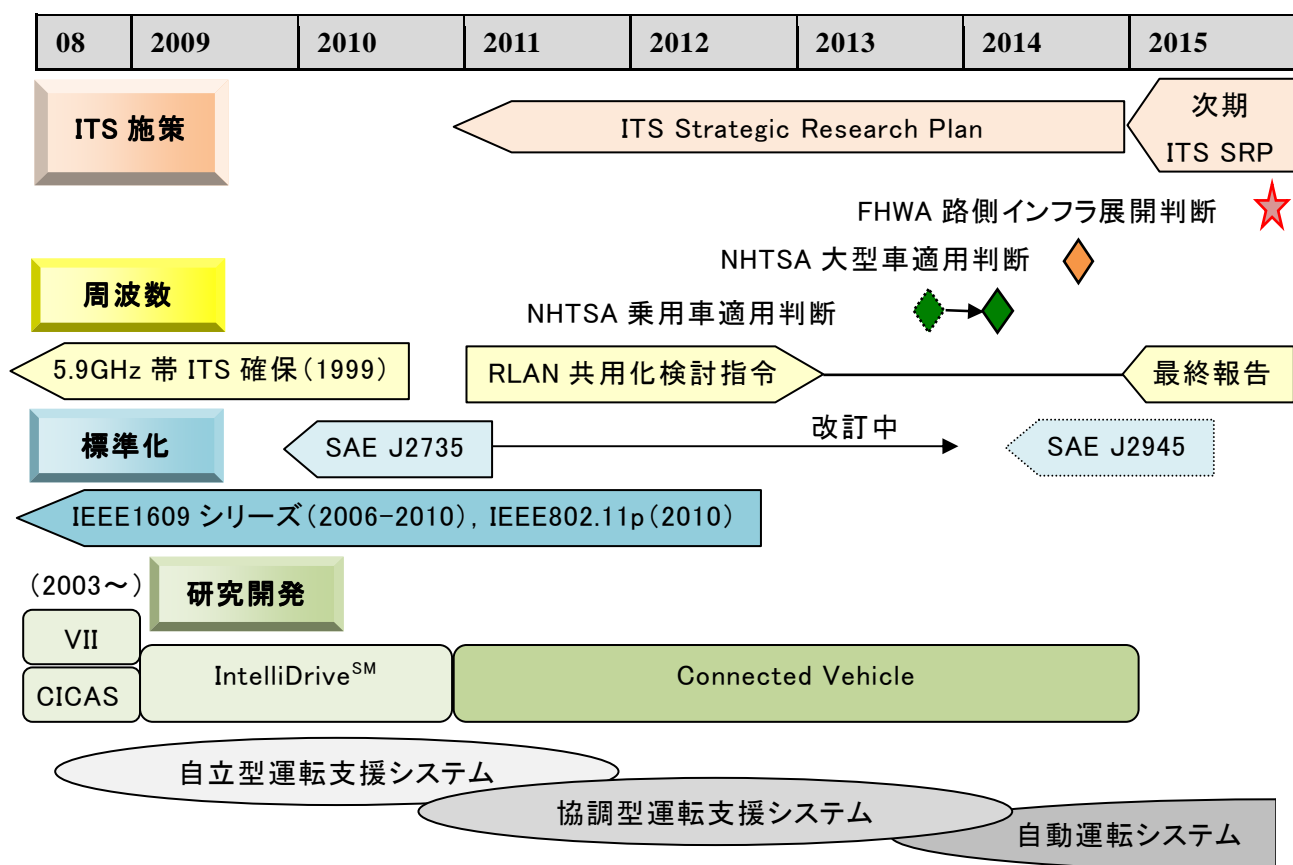 08 2009 2010 2011 2012 2013 2014 2015
ITS 施策
ITS Strategic Research Plan
次期
ITS SRP
FHWA 路側インフラ展開判断
NHTSA 大型車適用判断
周波数
NHTSA 乗用車適用判断
5.9GHz 帯 ITS 確保(1999)
RLAN 共用化検討指令
最終報告
標準化
SAE J2735
改訂中
SAE J2945
IEEE1609 シリーズ(2006-2010), IEEE802.11p(2010)
(2003～)
研究開発
VII
CICAS
IntelliDriveSM
Connected Vehicle
自立型運転支援システム
協調型運転支援システム
自動運転システム